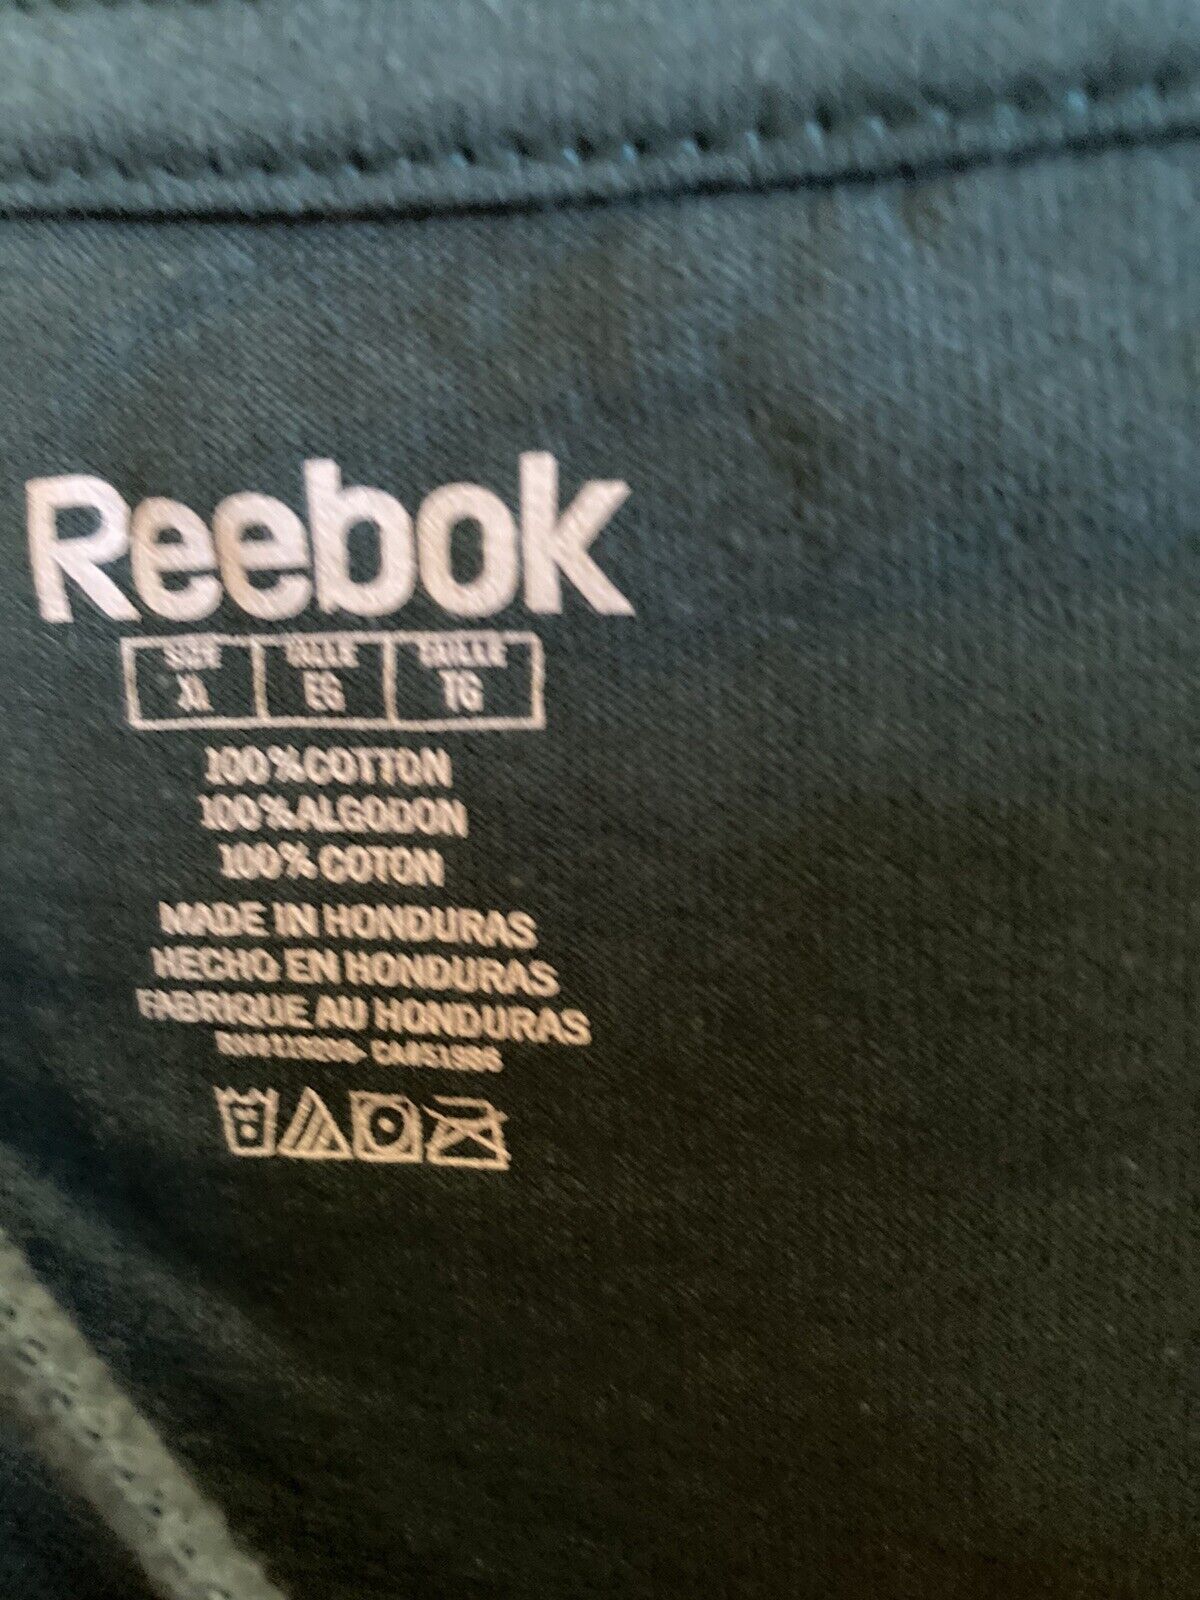 Reebok
SIZE TALLA TAILLE
XL EG TG
100%COTTON
100%ALGODON
100% COTON
MADE IN HONDURAS
HECHO EN HONDURAS
FABRIQUE AU HONDURAS